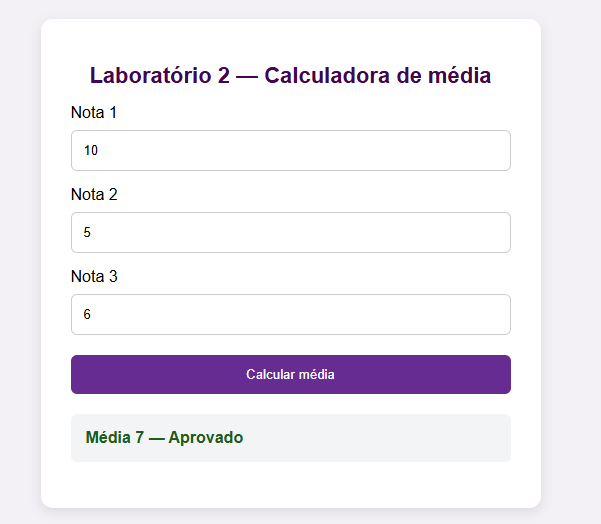 Laboratório 2 — Calculadora de média
Nota 1
10
Nota 2
5
Nota 3
6
Calcular média
Média 7 — Aprovado